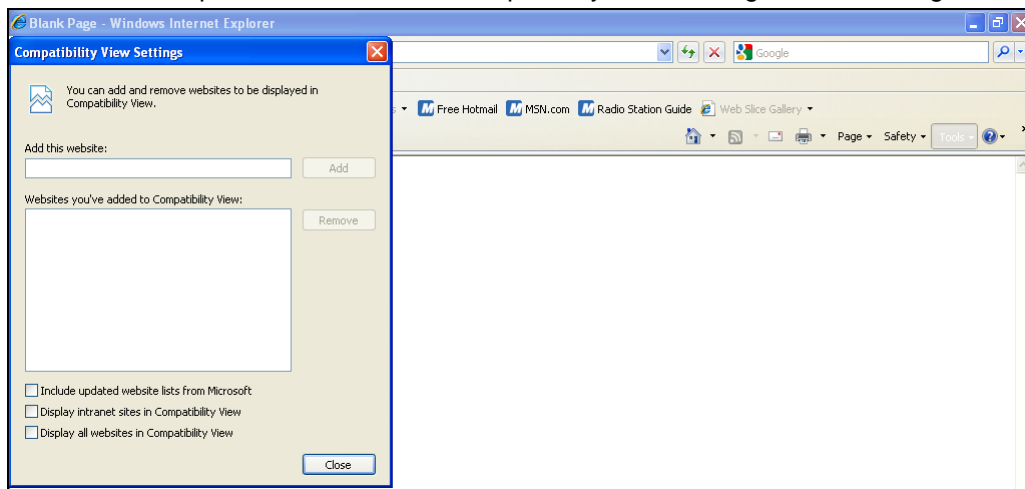 Blank Page - Windows Internet Explorer
Compatibility View Settings
Google
You can add and remove websites to be displayed in
Compatibility View.
Free Hotmail MSN.com Radio Station Guide Web Slice Gallery
Page Safety Tools
Add this website:
Add
Websites you've added to Compatibility View:
Remove
Include updated website lists from Microsoft
Display intranet sites in Compatibility View
Display all websites in Compatibility View
Close